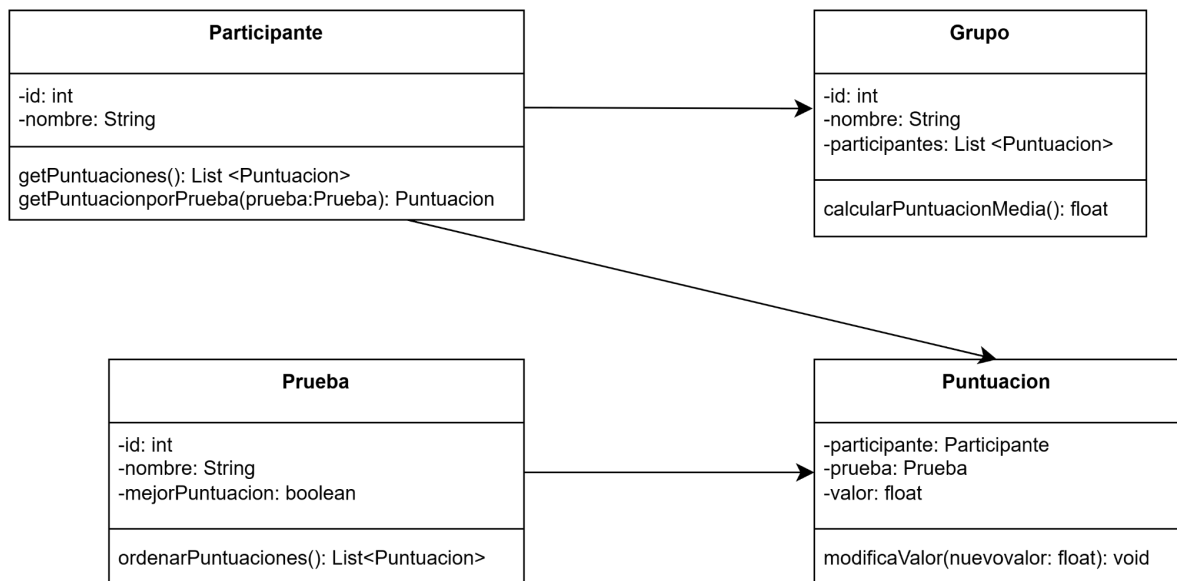 Participante
-id: int
-nombre: String
getPuntuaciones(): List <Puntuacion>
getPuntuacionporPrueba(prueba:Prueba): Puntuacion
Grupo
-id: int
-nombre: String
-participantes: List <Puntuacion>
calcularPuntuacionMedia(): float
Prueba
-id: int
-nombre: String
-mejorPuntuacion: boolean
ordenarPuntuaciones(): List<Puntuacion>
Puntuacion
-participante: Participante
-prueba: Prueba
-valor: float
modificaValor(nuevovalor: float): void